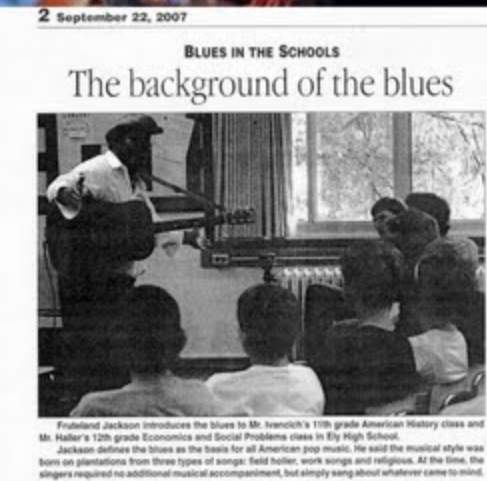 2 September 22, 2007
BLUES IN THE SCHOOLS
The background of the blues
Fruteland Jackson introduces the blues to Mr. Ivancich's 11th grade American History class and
Mr. Haller's 12th grade Economics and Social Problems class in Ely High School.
Jackson defines the blues as the basis for all American pop music. He said the musical style was
born on plantations from three types of songs: field holler, work songs and religious. At the time, the
singers required no additional musical accompaniment, but simply sang about whatever came to mind.